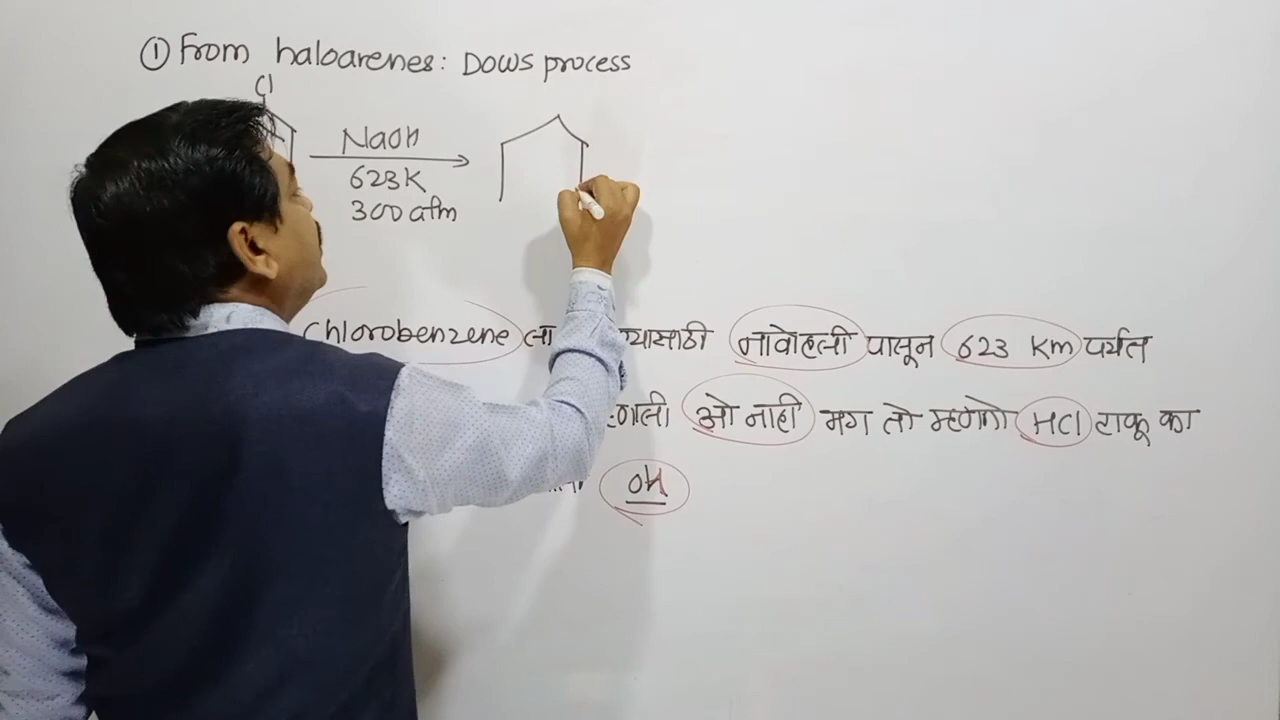 ① From haloarenes: Dows process
Cl
NaOH
623K
300 atm
Chlorobenzene ला नावोहली पासून 623 Km पर्यंत
ओ नाही मग तो म्हणतो HCl टाकू का
OH